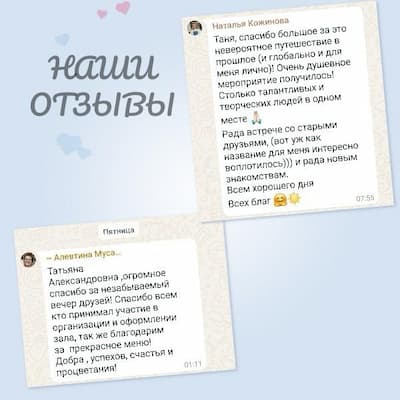 наши
ОТЗЫВЫ
Наталья Кожинова
Таня, спасибо большое за это
невероятное путешествие в
прошлое (и глобально и для
меня лично)! Очень душевное
мероприятие получилось!
Столько талантливых и
творческих людей в одном
месте 🙏🏻
Рада встрече со старыми
друзьями, (вот уж как
название для меня интересно
воплотилось))) и рада новым
знакомствам.
Всем хорошего дня
Всех благ 🤗☀️
07:55
Пятница
~ Алевтина Муса...
Татьяна
Александровна ,огромное
спасибо за незабываемый
вечер друзей! Спасибо всем
кто принимал участие в
организации и оформлении
зала, так же благодарим
за прекрасное меню!
Добра , успехов, счастья и
процветания!
01:11